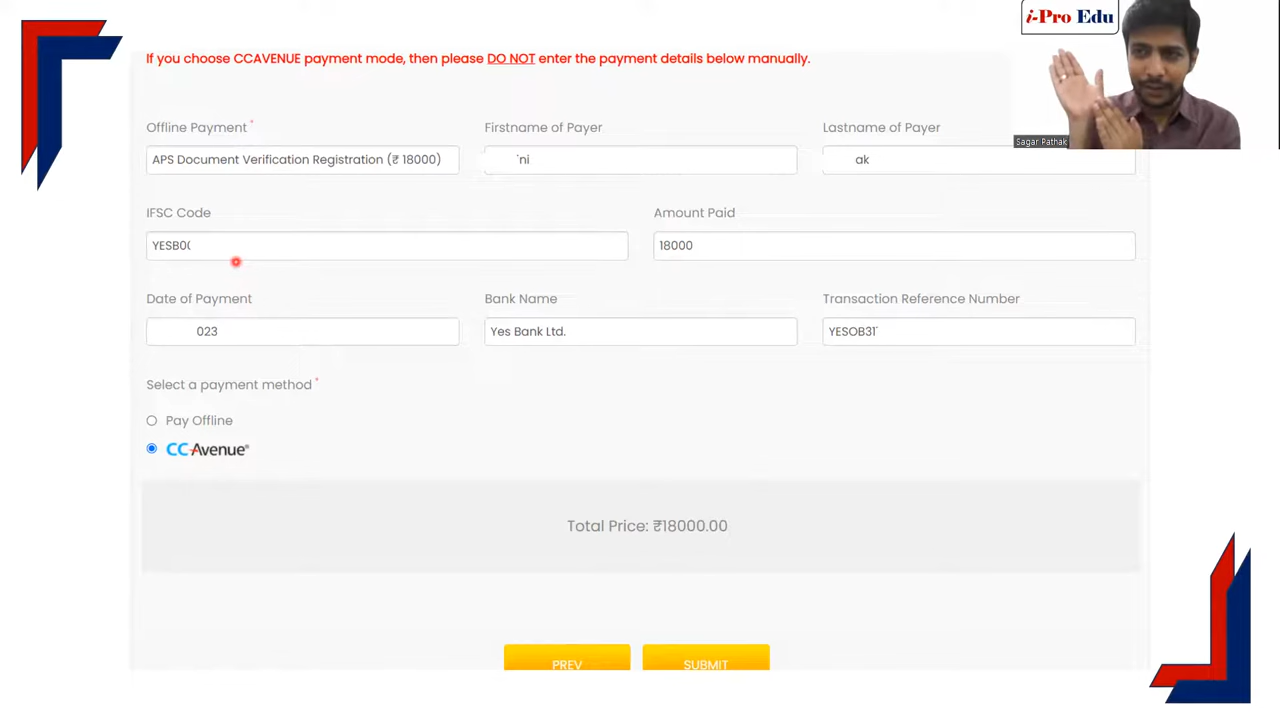 i-Pro Edu
If you choose CCAVENUE payment mode, then please DO NOT enter the payment details below manually.
Sagar Pathak
Offline Payment * Firstname of Payer Lastname of Payer
APS Document Verification Registration (₹ 18000) ni ak
IFSC Code Amount Paid
YESB0 18000
Date of Payment Bank Name Transaction Reference Number
023 Yes Bank Ltd. YESOB31
Select a payment method *
Pay Offline
CCAvenue®
Total Price: ₹18000.00
PREV SUBMIT